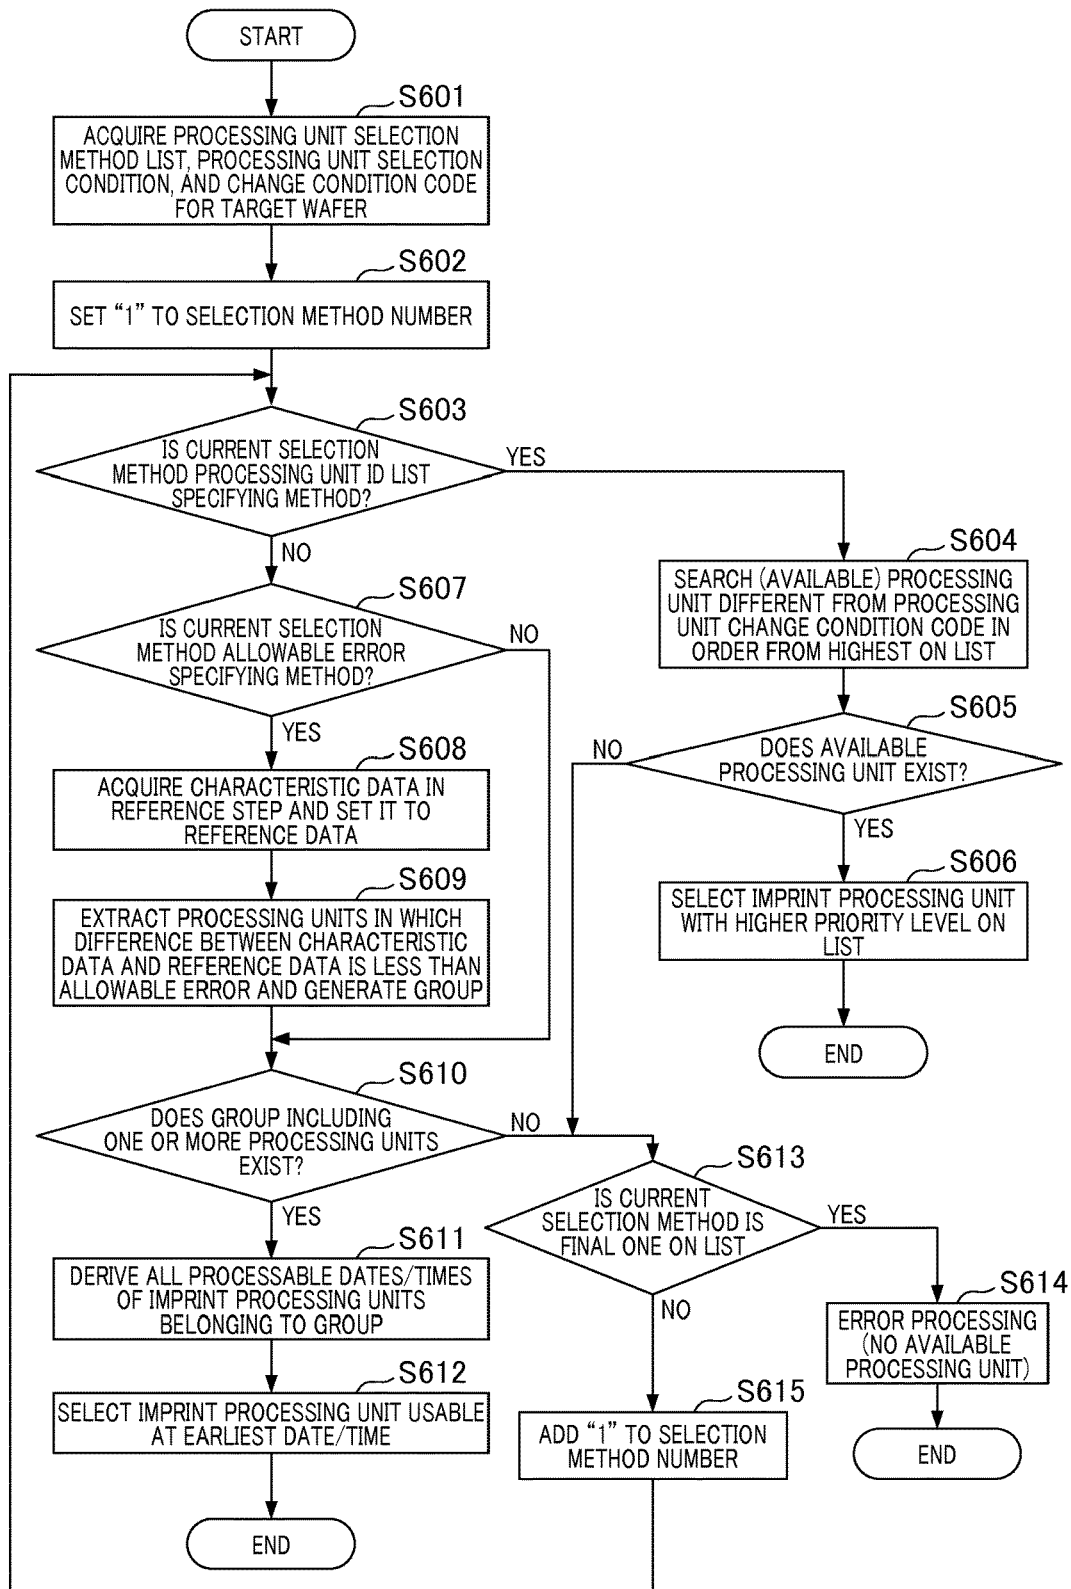 START
S601
ACQUIRE PROCESSING UNIT SELECTION
METHOD LIST, PROCESSING UNIT SELECTION
CONDITION, AND CHANGE CONDITION CODE
FOR TARGET WAFER
S602
SET “1” TO SELECTION METHOD NUMBER
S603
IS CURRENT SELECTION
METHOD PROCESSING UNIT ID LIST
SPECIFYING METHOD?
YES
NO
S604
SEARCH (AVAILABLE) PROCESSING
UNIT DIFFERENT FROM PROCESSING
UNIT CHANGE CONDITION CODE IN
ORDER FROM HIGHEST ON LIST
S607
IS CURRENT SELECTION
METHOD ALLOWABLE ERROR
SPECIFYING METHOD?
NO
YES
S605
DOES AVAILABLE
PROCESSING UNIT EXIST?
NO
YES
S608
ACQUIRE CHARACTERISTIC DATA IN
REFERENCE STEP AND SET IT TO
REFERENCE DATA
S606
SELECT IMPRINT PROCESSING UNIT
WITH HIGHER PRIORITY LEVEL ON
LIST
END
S609
EXTRACT PROCESSING UNITS IN WHICH
DIFFERENCE BETWEEN CHARACTERISTIC
DATA AND REFERENCE DATA IS LESS THAN
ALLOWABLE ERROR AND GENERATE GROUP
S610
DOES GROUP INCLUDING
ONE OR MORE PROCESSING UNITS
EXIST?
NO
YES
S613
IS CURRENT
SELECTION METHOD IS
FINAL ONE ON LIST
YES
NO
S611
DERIVE ALL PROCESSABLE DATES/TIMES
OF IMPRINT PROCESSING UNITS
BELONGING TO GROUP
S614
ERROR PROCESSING
(NO AVAILABLE
PROCESSING UNIT)
END
S612
SELECT IMPRINT PROCESSING UNIT USABLE
AT EARLIEST DATE/TIME
END
S615
ADD “1” TO SELECTION
METHOD NUMBER